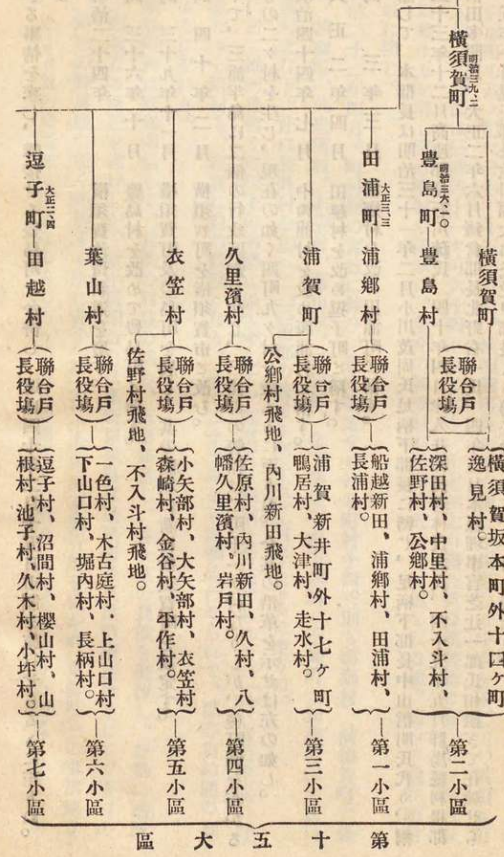 横須賀町
明治三九、二
豊島町
明治三六、一〇
豊島村
横須賀町
(聯合戸長役場)
横須賀坂本町外十四ヶ町
逸見村。
深田村、中里村、不入斗村、
佐野村、公郷村。
第二小區
田浦町
大正三、三
浦郷村
(聯合戸長役場)
船越新田、浦郷村、田浦村、
長浦村。
第一小區
浦賀町
(聯合戸長役場)
浦賀新井町外十七ヶ町
鴨居村、大津村、走水村。
第三小區
公郷村飛地、內川新田飛地。
久里濱村
(聯合戸長役場)
佐原村、內川新田、久村、八
幡久里濱村、岩戸村。
第四小區
衣笠村
(聯合戸長役場)
小矢部村、大矢部村、衣笠村
森崎村、金谷村、平作村。
第五小區
佐野村飛地、不入斗村飛地。
葉山村
(聯合戸長役場)
一色村、木古庭村、上山口村
下山口村、堀內村、長柄村。
第六小區
逗子町
大正二、四
田越村
(聯合戸長役場)
逗子村、沼間村、櫻山村、山
根村、池子村、久木村、小坪村。
第七小區
第十五大區